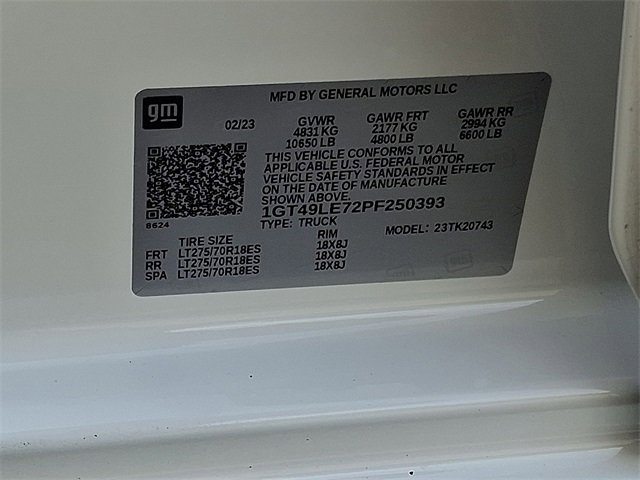 gm
MFD BY GENERAL MOTORS LLC
02/23
GVWR GAWR FRT GAWR RR
4831 KG 2177 KG 2994 KG
10650 LB 4800 LB 6600 LB
THIS VEHICLE CONFORMS TO ALL
APPLICABLE U.S. FEDERAL MOTOR
VEHICLE SAFETY STANDARDS IN EFFECT
ON THE DATE OF MANUFACTURE
SHOWN ABOVE.
1GT49LE72PF250393
8624
TYPE: TRUCK MODEL: 23TK20743
TIRE SIZE RIM
FRT LT275/70R18ES 18X8J
RR LT275/70R18ES 18X8J
SPA LT275/70R18ES 18X8J
gm